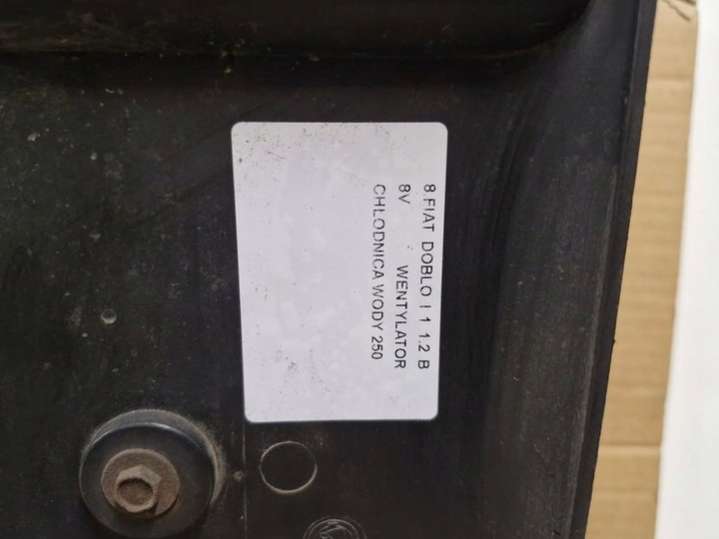 8.FIAT DOBLO I 1 1.2 B
8V WENTYLATOR
CHLODNICA WODY 250